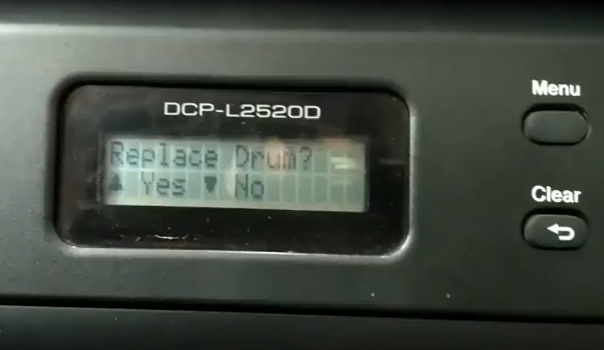 DCP-L2520D
Replace Drum?
▲ Yes ▼ No
Menu
Clear